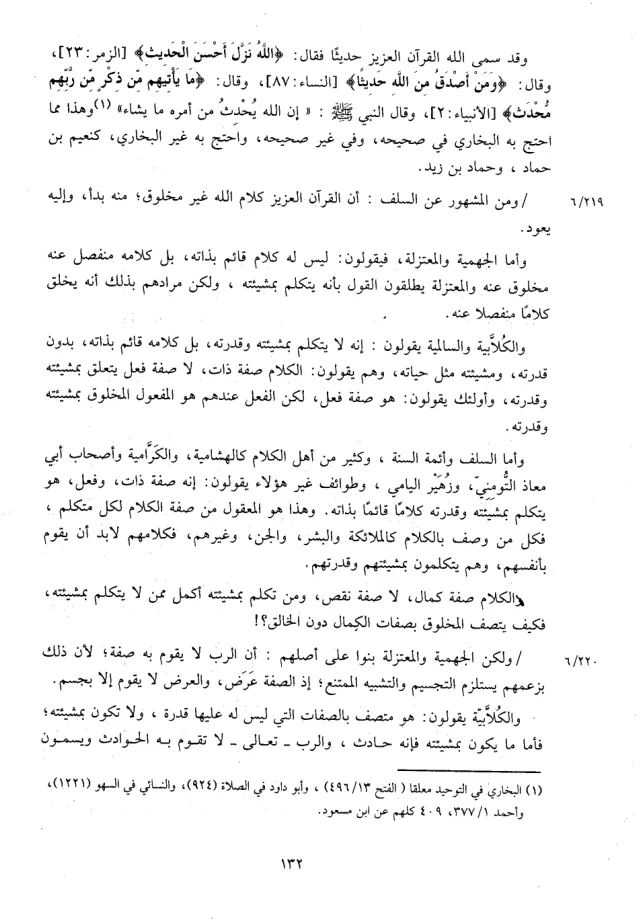 وقد سمى الله القرآن العزيز حديثًا فقال: ﴿اللَّهُ نَزَّلَ أَحْسَنَ الْحَدِيثِ﴾ [الزمر:٢٣]،
وقال: ﴿وَمَنْ أَصْدَقُ مِنَ اللَّهِ حَدِيثًا﴾ [النساء:٨٧]، وقال: ﴿مَا يَأْتِيهِم مِّن ذِكْرٍ مِّن رَّبِّهِم
مُّحْدَثٍ﴾ [الأنبياء:٢]، وقال النبي ﷺ : « إن الله يُحْدِثُ من أمره ما يشاء» (١)وهذا مما
احتج به البخاري في صحيحه، وفي غير صحيحه، واحتج به غير البخاري، كنعيم بن
حماد ، وحماد بن زيد.
٦/٢١٩ / ومن المشهور عن السلف : أن القرآن العزيز كلام الله غير مخلوق؛ منه بدأ، وإليه
يعود.
وأما الجهمية والمعتزلة، فيقولون: ليس له كلام قائم بذاته، بل كلامه منفصل عنه
مخلوق عنه والمعتزلة يطلقون القول بأنه يتكلم بمشيئته ، ولكن مرادهم بذلك أنه يخلق
كلامًا منفصلا عنه.
والكُلاَّبية والسالمية يقولون : إنه لا يتكلم بمشيئته وقدرته، بل كلامه قائم بذاته، بدون
قدرته، ومشيئته مثل حياته، وهم يقولون: الكلام صفة ذات، لا صفة فعل يتعلق بمشيئته
وقدرته، وأولئك يقولون: هو صفة فعل، لكن الفعل عندهم هو المفعول المخلوق بمشيئته
وقدرته.
وأما السلف وأئمة السنة ، وكثير من أهل الكلام كالهشامية، والكَرَّامية وأصحاب أبي
معاذ التُّومنِيّ، وزهَيْر اليامي ، وطوائف غير هؤلاء يقولون: إنه صفة ذات، وفعل، هو
يتكلم بمشيئته وقدرته كلامًا قائمًا بذاته. وهذا هو المعقول من صفة الكلام لكل متكلم ،
فكل من وصف بالكلام كالملائكة والبشر، والجن، وغيرهم، فكلامهم لابد أن يقوم
بأنفسهم، وهم يتكلمون بمشيئتهم وقدرتهم.
والكلام صفة كمال، لا صفة نقص، ومن تكلم بمشيئته أكمل ممن لا يتكلم بمشيئته،
فكيف يتصف المخلوق بصفات الكمال دون الخالق؟!
٦/٢٢٠ / ولكن الجهمية والمعتزلة بنوا على أصلهم : أن الرب لا يقوم به صفة؛ لأن ذلك
بزعمهم يستلزم التجسيم والتشبيه الممتنع؛ إذ الصفة عَرَض، والعرض لا يقوم إلا بجسم.
والكُلاَّبيّة يقولون: هو متصف بالصفات التي ليس له عليها قدرة ، ولا تكون بمشيئته؛
فأما ما يكون بمشيئته فإنه حادث ، والرب ـ تعالى ـ لا تقوم به الحوادث ويسمون
(١) البخاري في التوحيد معلقا ( الفتح ٤٩٦/١٣) ، وأبو داود في الصلاة (٩٢٤)، والنسائي في السهو (١٢٢١)،
وأحمد ٣٧٧/١، ٤٠٩ كلهم عن ابن مسعود.
١٣٢